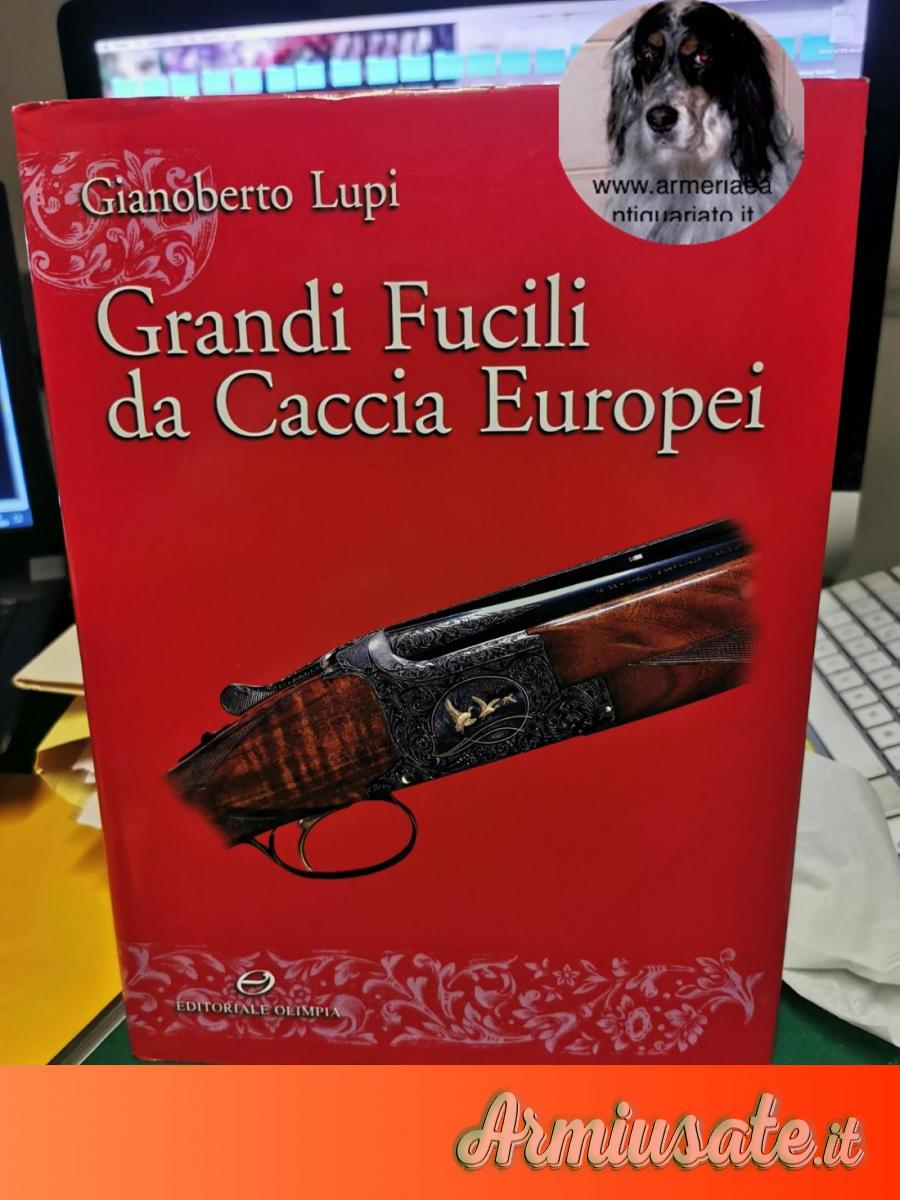 www.armeriaea
ntiquariato.it
Gianoberto Lupi
Grandi Fucili
da Caccia Europei
EDITORIALE OLIMPIA
Armiusate.it